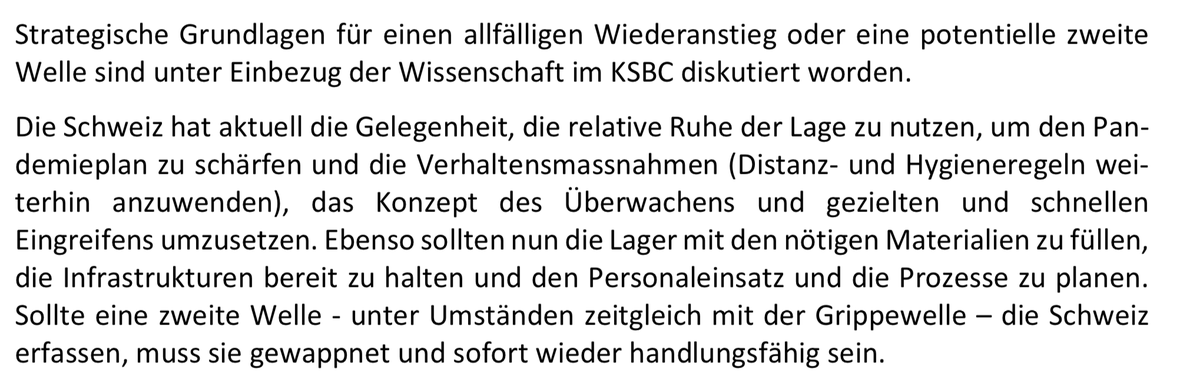 Strategische Grundlagen für einen allfälligen Wiederanstieg oder eine potentielle zweite
Welle sind unter Einbezug der Wissenschaft im KSBC diskutiert worden.
Die Schweiz hat aktuell die Gelegenheit, die relative Ruhe der Lage zu nutzen, um den Pan-
demieplan zu schärfen und die Verhaltensmassnahmen (Distanz- und Hygieneregeln wei-
terhin anzuwenden), das Konzept des Überwachens und gezielten und schnellen
Eingreifens umzusetzen. Ebenso sollten nun die Lager mit den nötigen Materialien zu füllen,
die Infrastrukturen bereit zu halten und den Personaleinsatz und die Prozesse zu planen.
Sollte eine zweite Welle - unter Umständen zeitgleich mit der Grippewelle – die Schweiz
erfassen, muss sie gewappnet und sofort wieder handlungsfähig sein.